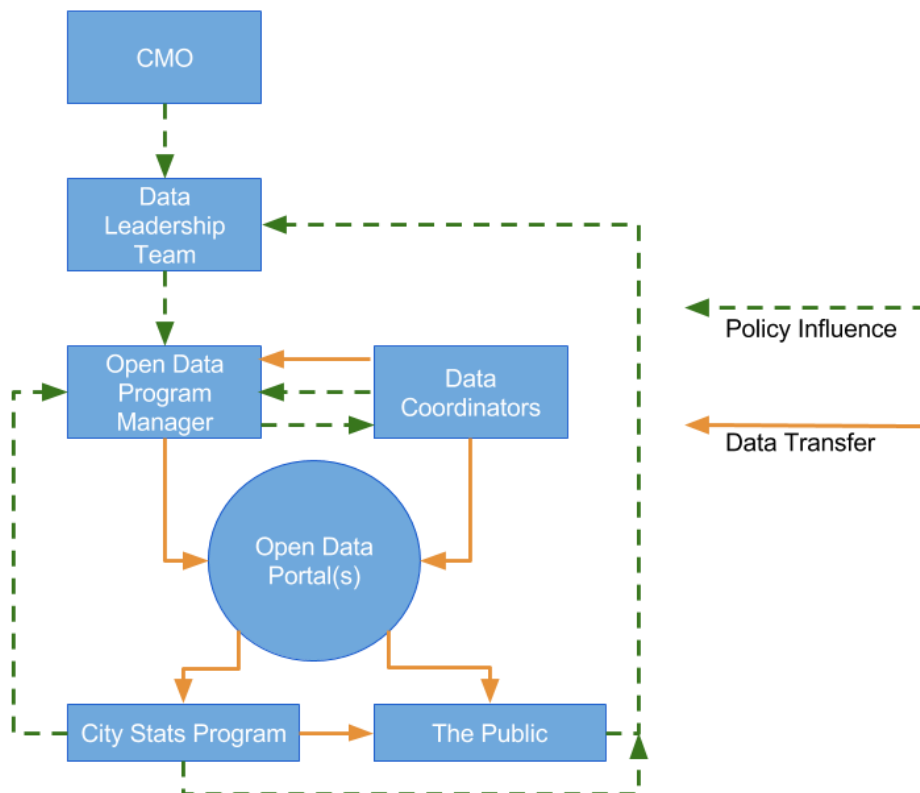 CMO
Data
Leadership
Team
Policy Influence
Open Data
Program
Manager
Data
Coordinators
Data Transfer
Open Data
Portal(s)
City Stats Program
The Public